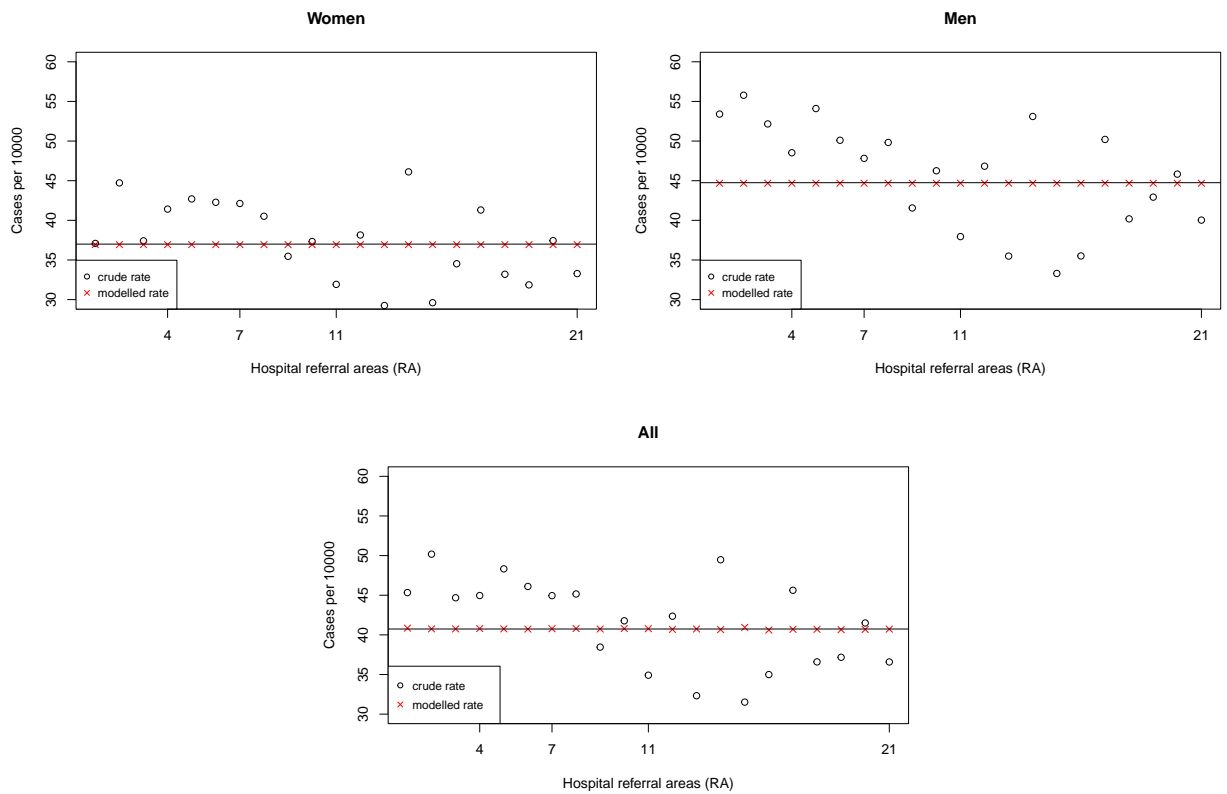 Women
60
55
50
45
40
35
30
Cases per 10000
crude rate
modelled rate
4 7 11 21
Hospital referral areas (RA)
Men
60
55
50
45
40
35
30
Cases per 10000
crude rate
modelled rate
4 7 11 21
Hospital referral areas (RA)
All
60
50
55
45
40
35
30
Cases per 10000
crude rate
modelled rate
4 7 11 21
Hospital referral areas (RA)